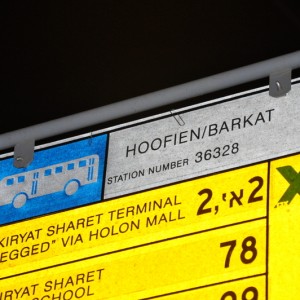 HOOFIEN/BARKAT
STATION NUMBER 36328
KIRYAT SHARET TERMINAL
"EGGED" VIA HOLON MALL
2,2א'י
78
KIRYAT SHARET
SCHOOL